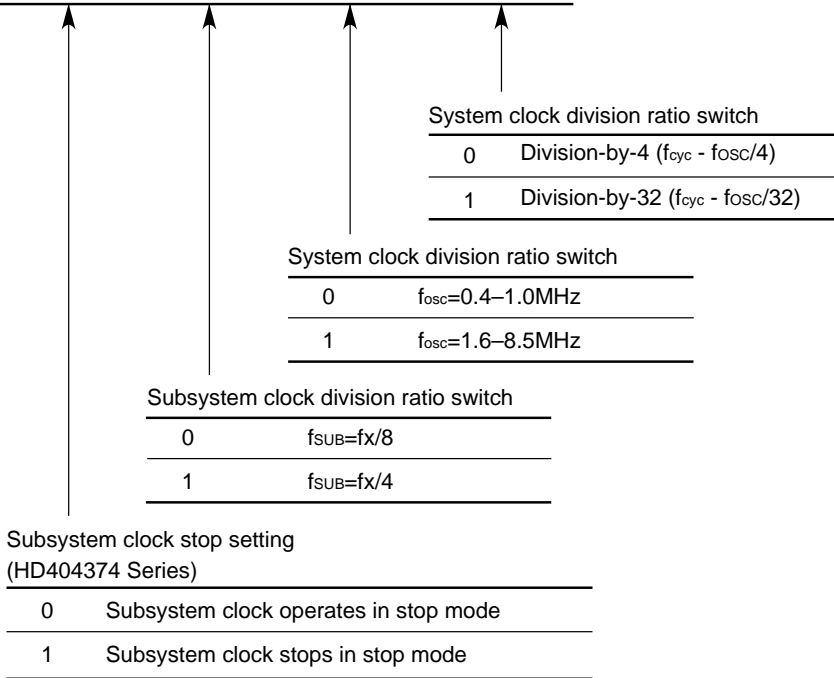 System clock division ratio switch
0 Division-by-4 (fcyc - fOSC/4)
1 Division-by-32 (fcyc - fosc/32)
System clock division ratio switch
0 fosc=0.4–1.0MHz
1 fosc=1.6–8.5MHz
Subsystem clock division ratio switch
0 fSUB=fx/8
1 fSUB=fx/4
Subsystem clock stop setting
(HD404374 Series)
0 Subsystem clock operates in stop mode
1 Subsystem clock stops in stop mode